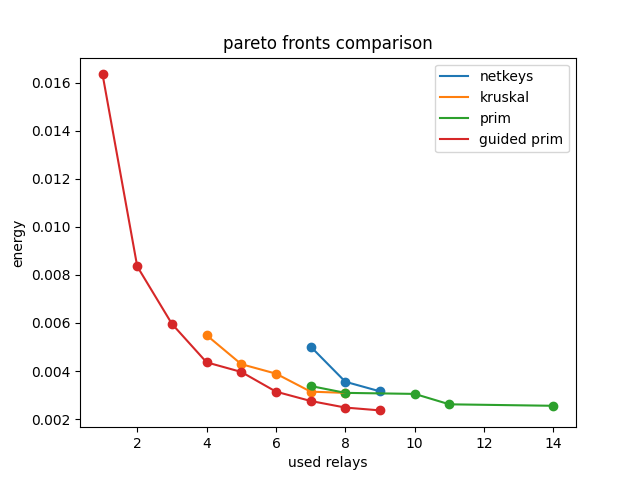 pareto fronts comparison
netkeys
kruskal
prim
guided prim
energy
0.016
0.014
0.012
0.010
0.008
0.006
0.004
0.002
2 4 6 8 10 12 14
used relays